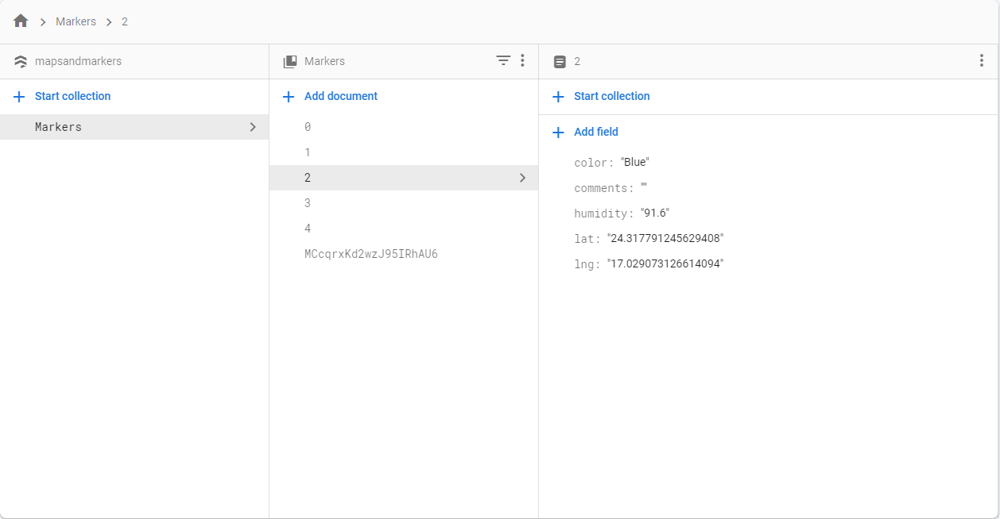 Markers 2
mapsandmarkers
Start collection
Markers
Markers
Add document
0
1
2
3
4
MCcqrxKd2wzJ95IRhAU6
2
Start collection
Add field
color: "Blue"
comments: ""
humidity: "91.6"
lat: "24.317791245629408"
lng: "17.029073126614094"